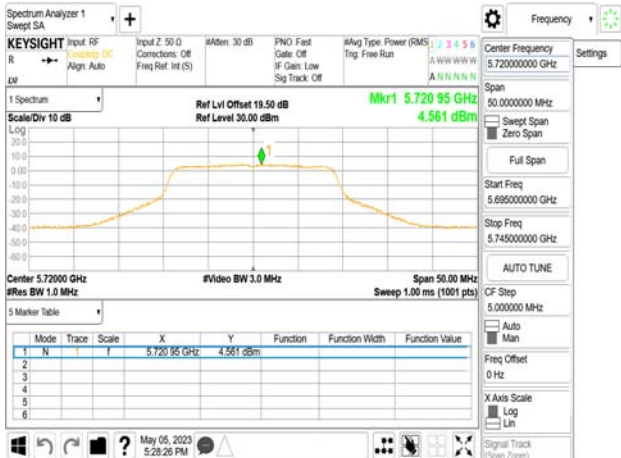 Spectrum Analyzer 1
Swept SA
Frequency
KEYSIGHT
R
Input: RF
Coupling: DC
Align: Auto
Input Z: 50 Ω
Corrections: Off
Freq Ref: Int (S)
#Atten: 30 dB
PNO: Fast
Gate: Off
IF Gain: Low
Sig Track: Off
#Avg Type: Power (RMS
Trig: Free Run
1 2 3 4 5 6
A W W W W W
A N N N N N
1 Spectrum
Scale/Div 10 dB
Ref Lvl Offset 19.50 dB
Ref Level 30.00 dBm
Mkr1 5.720 95 GHz
4.561 dBm
Log
20.0
10.0
0.00
-10.0
-20.0
-30.0
-40.0
-50.0
-60.0
1
Center 5.72000 GHz
#Res BW 1.0 MHz
#Video BW 3.0 MHz
Span 50.00 MHz
Sweep 1.00 ms (1001 pts)
5 Marker Table
Mode Trace Scale X Y Function Function Width Function Value
1 N 1 f 5.720 95 GHz 4.561 dBm
2
3
4
5
6
May 05, 2023
5:28:26 PM
Center Frequency
5.720000000 GHz
Settings
Span
50.0000000 MHz
Swept Span
Zero Span
Full Span
Start Freq
5.695000000 GHz
Stop Freq
5.745000000 GHz
AUTO TUNE
CF Step
5.000000 MHz
Auto
Man
Freq Offset
0 Hz
X Axis Scale
Log
Lin
Signal Track
(Span Zoom)